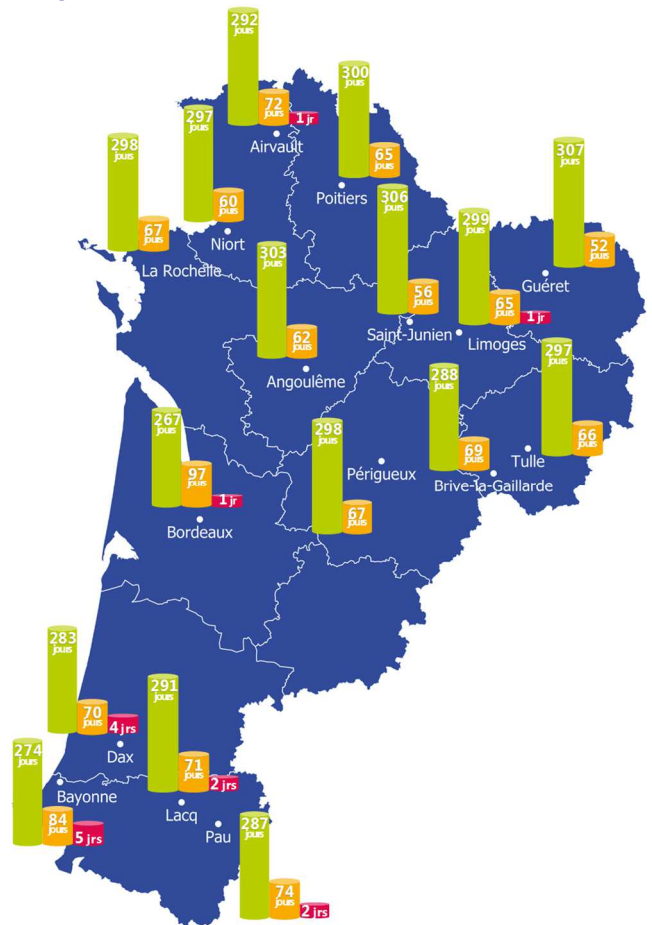 292
jours
72
jours
1 jr
Airvault
300
jours
65
jours
Poitiers
297
jours
60
jours
Niort
298
jours
67
jours
La Rochelle
307
jours
52
jours
Guéret
306
jours
56
jours
Saint-Junien
299
jours
65
jours
1 jr
Limoges
303
jours
62
jours
Angoulême
297
jours
66
jours
Tulle
288
jours
69
jours
Brive-la-Gaillarde
267
jours
97
jours
1 jr
Bordeaux
298
jours
67
jours
Périgueux
283
jours
70
jours
4 jrs
Dax
291
jours
71
jours
2 jrs
Lacq
274
jours
84
jours
5 jrs
Bayonne
Pau
287
jours
74
jours
2 jrs